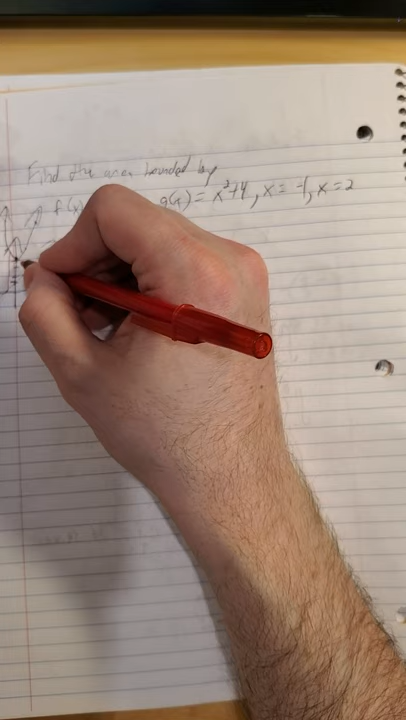 Find the area bounded by
f(x) g(x) = x²+4, x = -1, x = 2